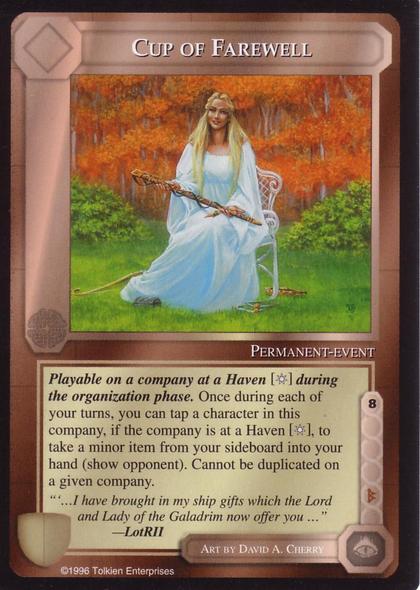 CUP OF FAREWELL
PERMANENT-EVENT
Playable on a company at a Haven [☼] during
the organization phase. Once during each of
your turns, you can tap a character in this
company, if the company is at a Haven [☼], to
take a minor item from your sideboard into your
hand (show opponent). Cannot be duplicated on
a given company.
“‘...I have brought in my ship gifts which the Lord
and Lady of the Galadrim now offer you ...”
—LotRII
8
ART BY DAVID A. CHERRY
©1996 Tolkien Enterprises